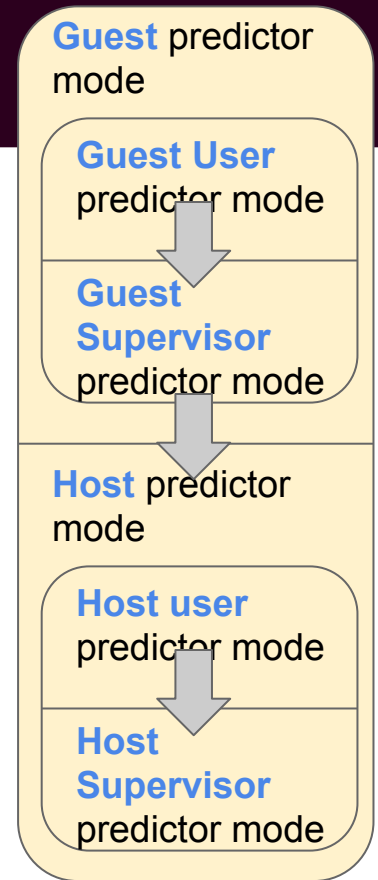 Guest predictor
mode
Guest User
predictor mode
Guest
Supervisor
predictor mode
Host predictor
mode
Host user
predictor mode
Host
Supervisor
predictor mode